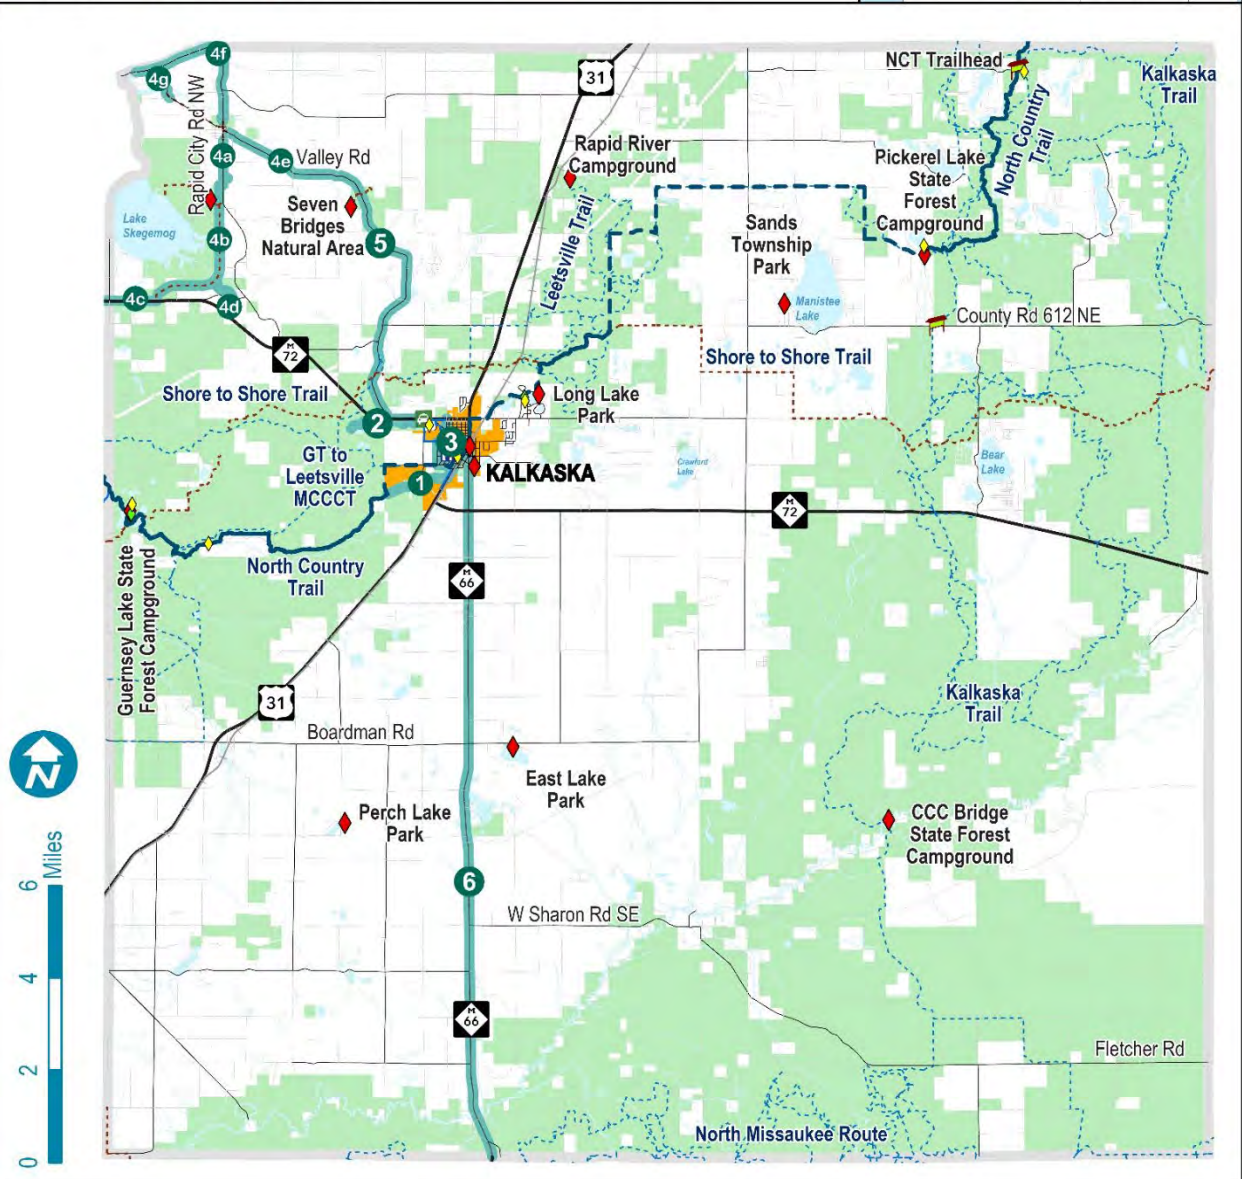 4f
4g
31
NCT Trailhead
Kalkaska
Trail
Rapid City Rd NW
4a
4e
Valley Rd
Rapid River
Campground
North Country
Trail
Pickerel Lake
State
Forest
Campground
Lake
Skegemog
Seven
Bridges
Natural Area
5
4b
Leetsville Trail
Sands
Township
Park
Manistee
Lake
4c
4d
County Rd 612 NE
M
72
Shore to Shore Trail
Shore to Shore Trail
Long Lake
Park
2
3
GT to
Leetsville
MCCCT
KALKASKA
1
Crawford
Lake
Bear
Lake
M
72
North Country
Trail
Guernsey Lake State
Forest Campground
M
66
31
Kalkaska
Trail
Boardman Rd
N
East Lake
Park
Perch Lake
Park
CCC Bridge
State Forest
Campground
6
W Sharon Rd SE
M
66
Fletcher Rd
North Missaukee Route
0 2 4 6
Miles